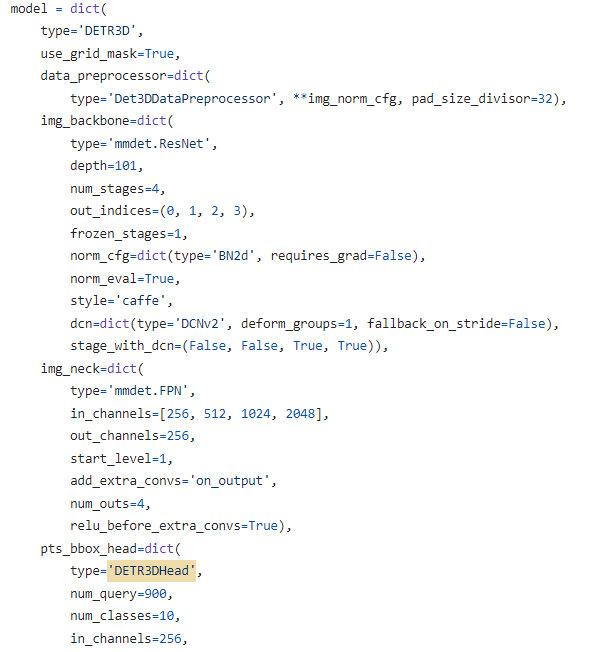 model = dict(
    type='DETR3D',
    use_grid_mask=True,
    data_preprocessor=dict(
        type='Det3DDataPreprocessor', **img_norm_cfg, pad_size_divisor=32),
    img_backbone=dict(
        type='mmdet.ResNet',
        depth=101,
        num_stages=4,
        out_indices=(0, 1, 2, 3),
        frozen_stages=1,
        norm_cfg=dict(type='BN2d', requires_grad=False),
        norm_eval=True,
        style='caffe',
        dcn=dict(type='DCNv2', deform_groups=1, fallback_on_stride=False),
        stage_with_dcn=(False, False, True, True)),
    img_neck=dict(
        type='mmdet.FPN',
        in_channels=[256, 512, 1024, 2048],
        out_channels=256,
        start_level=1,
        add_extra_convs='on_output',
        num_outs=4,
        relu_before_extra_convs=True),
    pts_bbox_head=dict(
        type='DETR3DHead',
        num_query=900,
        num_classes=10,
        in_channels=256,